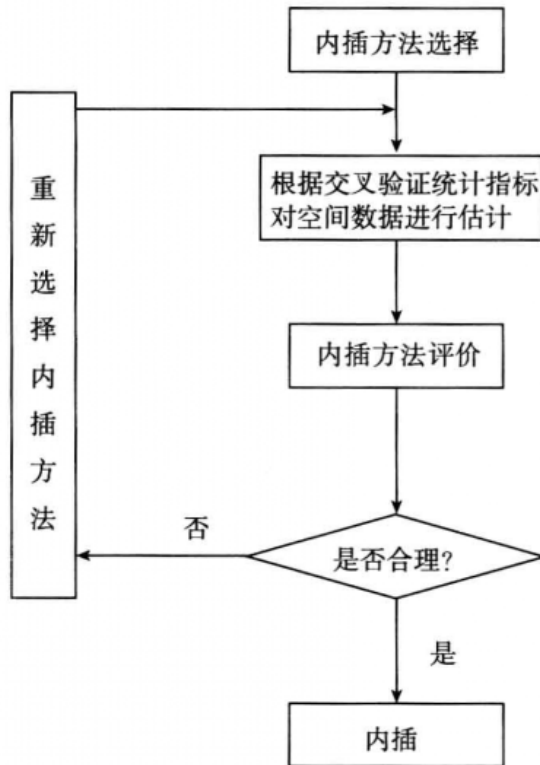 内插方法选择
根据交叉验证统计指标
对空间数据进行估计
重新选择内插方法
内插方法评价
否
是否合理?
是
内插